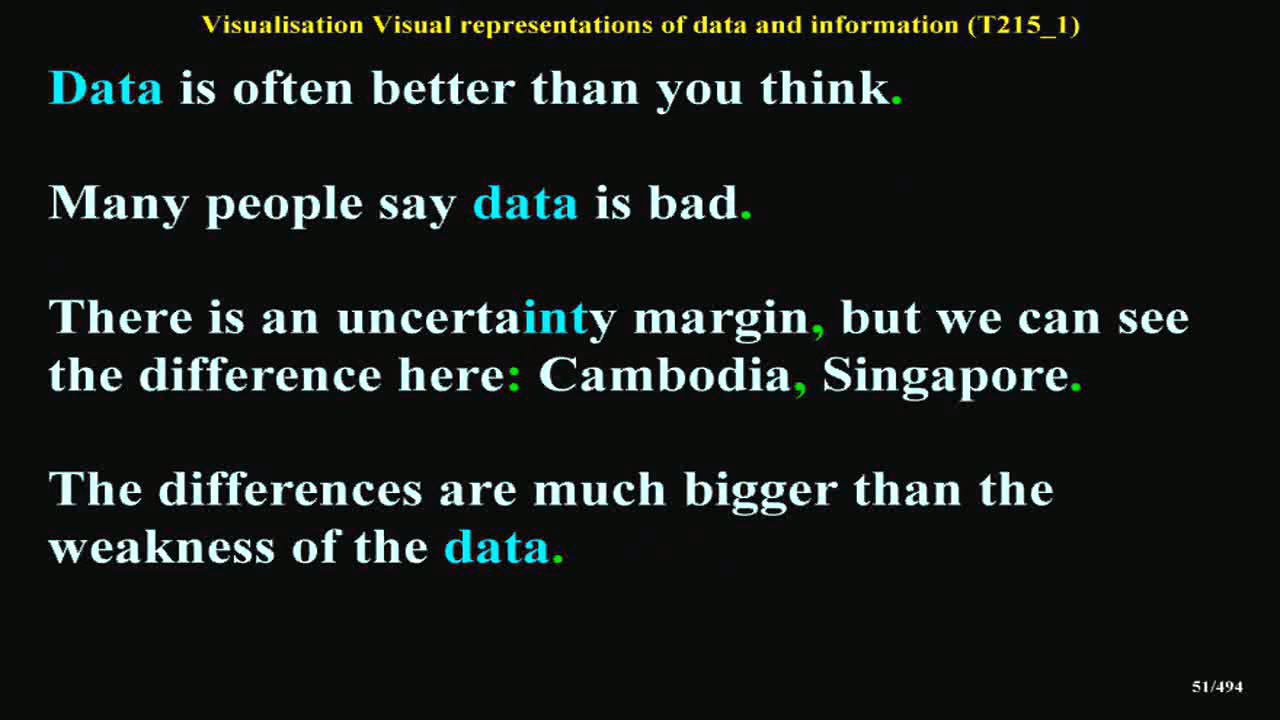 Visualisation Visual representations of data and information (T215_1)
Data is often better than you think.
Many people say data is bad.
There is an uncertainty margin, but we can see
the difference here: Cambodia, Singapore.
The differences are much bigger than the
weakness of the data.
51/494